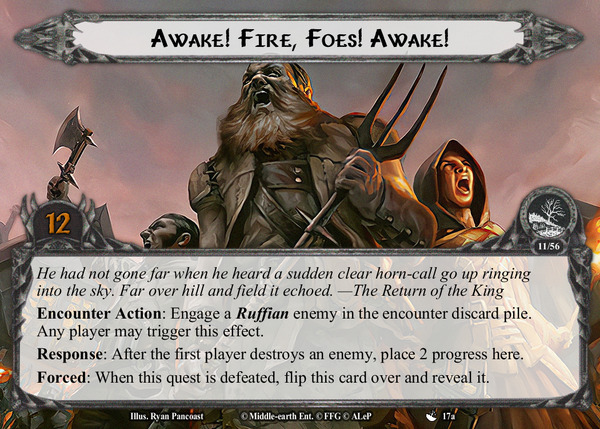 Awake! Fire, Foes! Awake!
12
11/56
He had not gone far when he heard a sudden clear horn-call go up ringing
into the sky. Far over hill and field it echoed. —The Return of the King
Encounter Action: Engage a Ruffian enemy in the encounter discard pile.
Any player may trigger this effect.
Response: After the first player destroys an enemy, place 2 progress here.
Forced: When this quest is defeated, flip this card over and reveal it.
Illus. Ryan Pancoast © Middle-earth Ent. © FFG © ALeP 17a